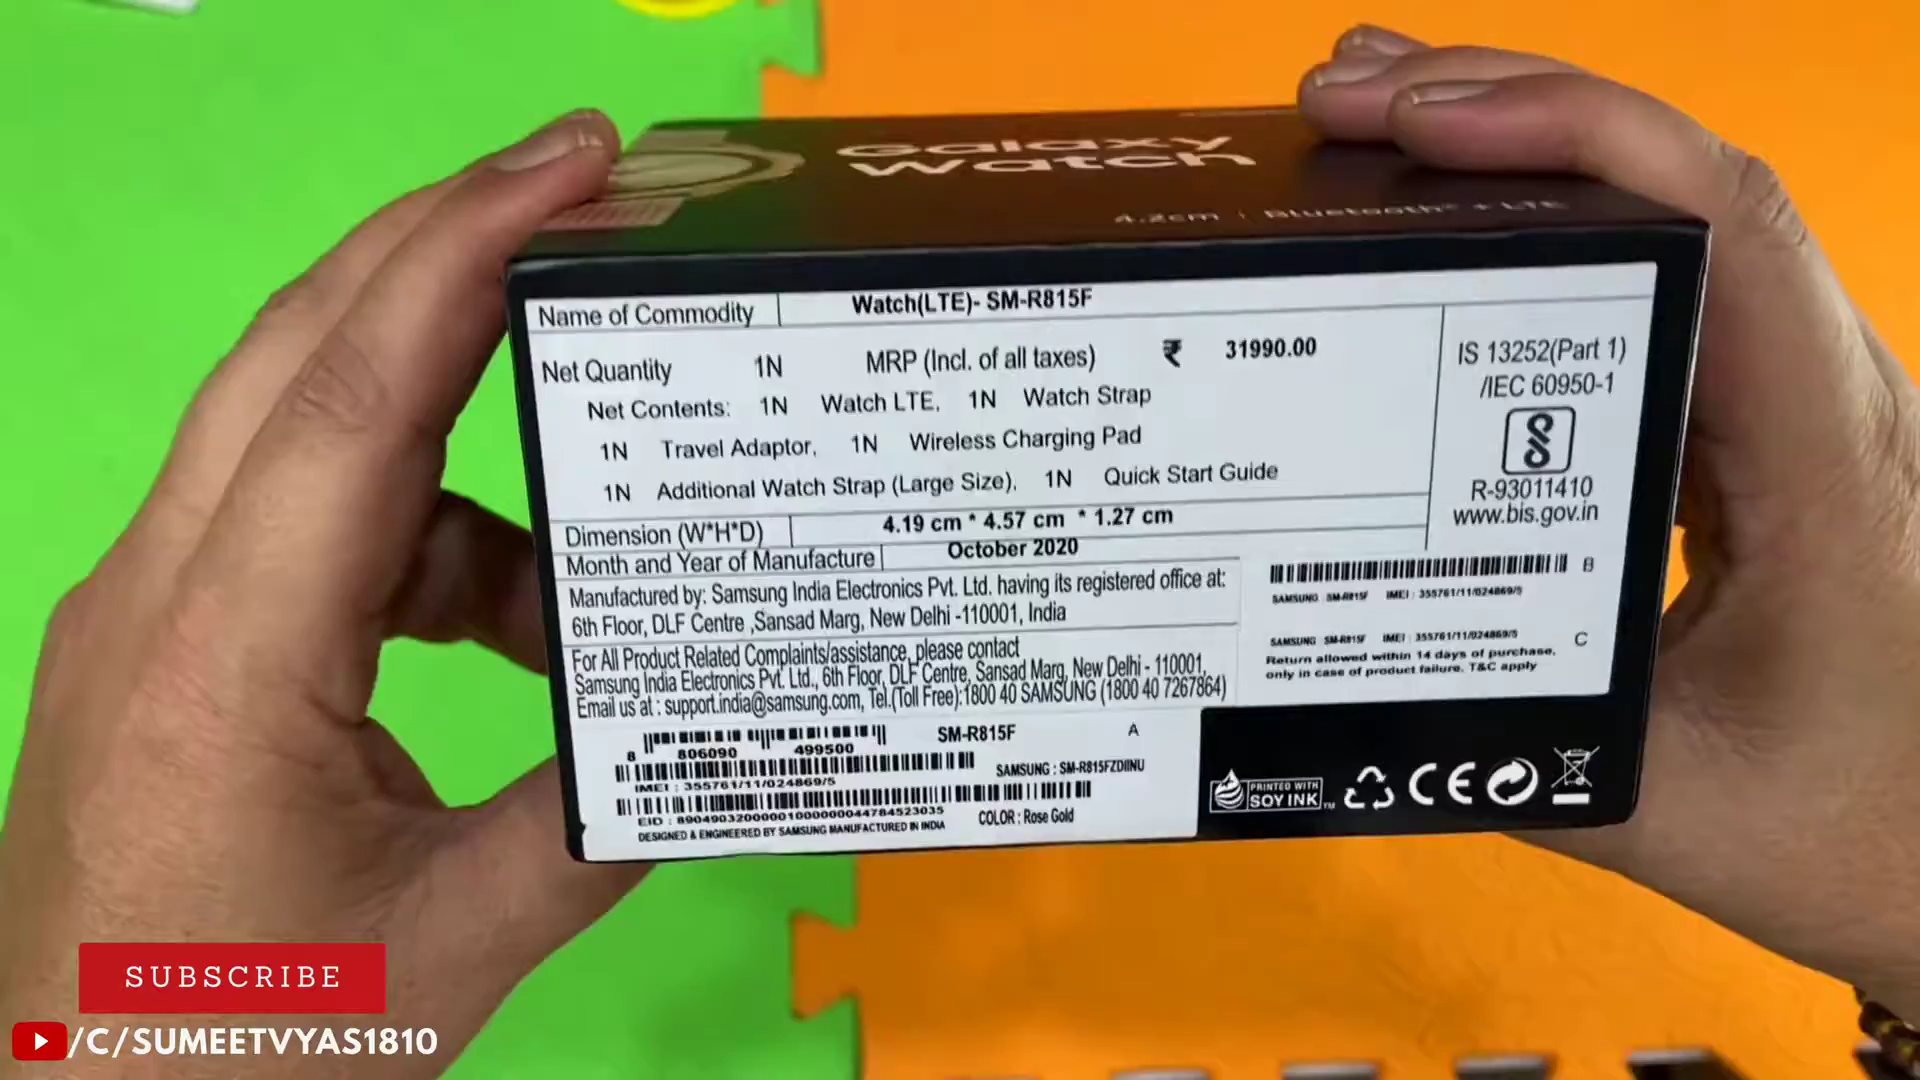 Galaxy
Watch
4.2cm | Bluetooth® + LTE
Name of Commodity Watch(LTE)- SM-R815F
Net Quantity 1N MRP (Incl. of all taxes) ₹ 31990.00
Net Contents: 1N Watch LTE, 1N Watch Strap
1N Travel Adaptor, 1N Wireless Charging Pad
1N Additional Watch Strap (Large Size), 1N Quick Start Guide
Dimension (W*H*D) 4.19 cm * 4.57 cm * 1.27 cm
Month and Year of Manufacture October 2020
Manufactured by: Samsung India Electronics Pvt. Ltd. having its registered office at:
6th Floor, DLF Centre ,Sansad Marg, New Delhi -110001, India
For All Product Related Complaints/assistance, please contact
Samsung India Electronics Pvt. Ltd., 6th Floor, DLF Centre, Sansad Marg, New Delhi - 110001,
Email us at : support.india@samsung.com, Tel.(Toll Free):1800 40 SAMSUNG (1800 40 7267864)
IS 13252(Part 1)
/IEC 60950-1
R-93011410
www.bis.gov.in
B
SAMSUNG SM-R815F IMEI : 355761/11/024869/5
SAMSUNG SM-R815F IMEI : 355761/11/024869/5 C
Return allowed within 14 days of purchase,
only in case of product failure. T&C apply
SM-R815F A
8 806090 499500
SAMSUNG : SM-R815FZDIINU
IMEI : 355761/11/024869/5
EID : 89049032000001000000044784523035
COLOR : Rose Gold
DESIGNED & ENGINEERED BY SAMSUNG MANUFACTURED IN INDIA
PRINTED WITH
SOY INK TM
CE
SUBSCRIBE
/C/SUMEETVYAS1810